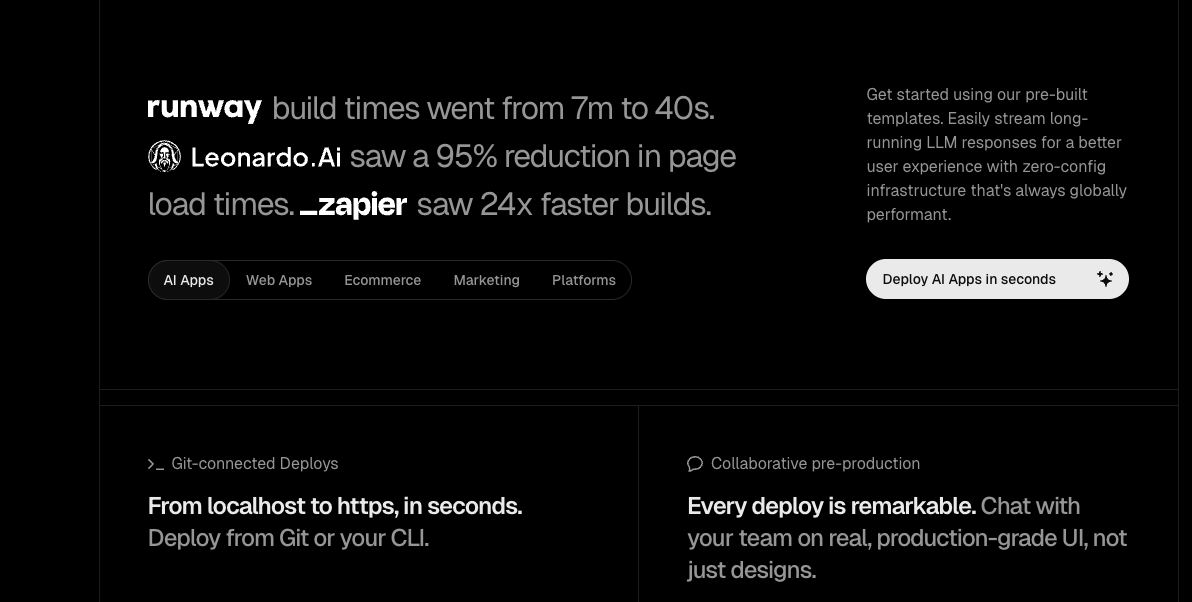 runway build times went from 7m to 40s.
Leonardo.Ai saw a 95% reduction in page
load times. _zapier saw 24x faster builds.
AI Apps Web Apps Ecommerce Marketing Platforms
Get started using our pre-built
templates. Easily stream long-
running LLM responses for a better
user experience with zero-config
infrastructure that's always globally
performant.
Deploy AI Apps in seconds
>_ Git-connected Deploys
From localhost to https, in seconds.
Deploy from Git or your CLI.
Collaborative pre-production
Every deploy is remarkable. Chat with
your team on real, production-grade UI, not
just designs.